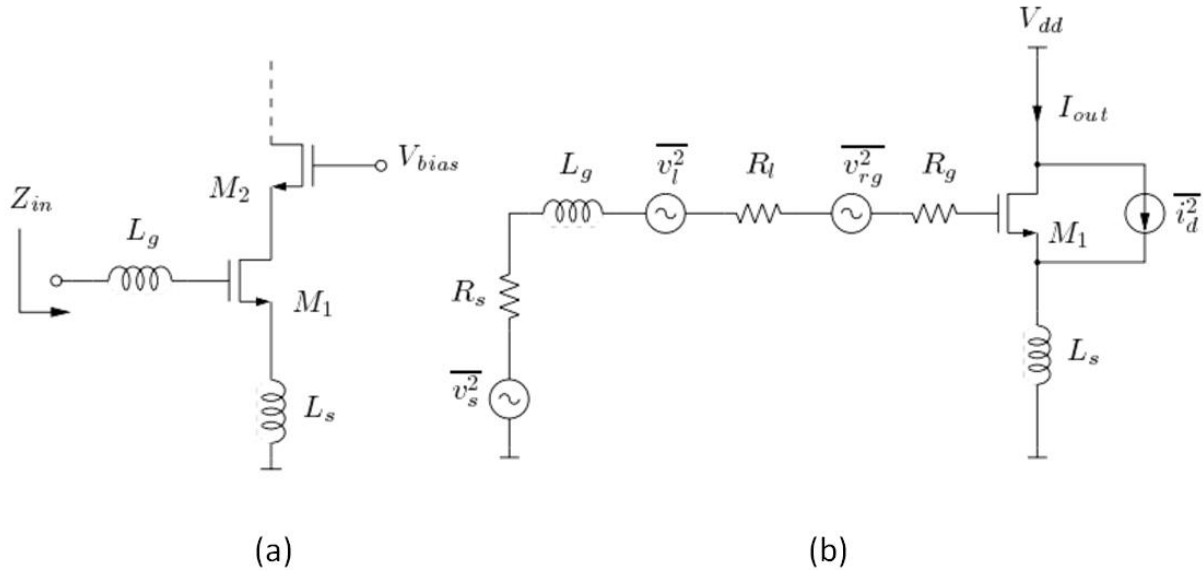 Z_in
L_g
M_2
V_bias
M_1
L_s
(a)
V_dd
I_out
L_g
v_l^2
R_l
v_rg^2
R_g
M_1
i_d^2
R_s
v_s^2
L_s
(b)